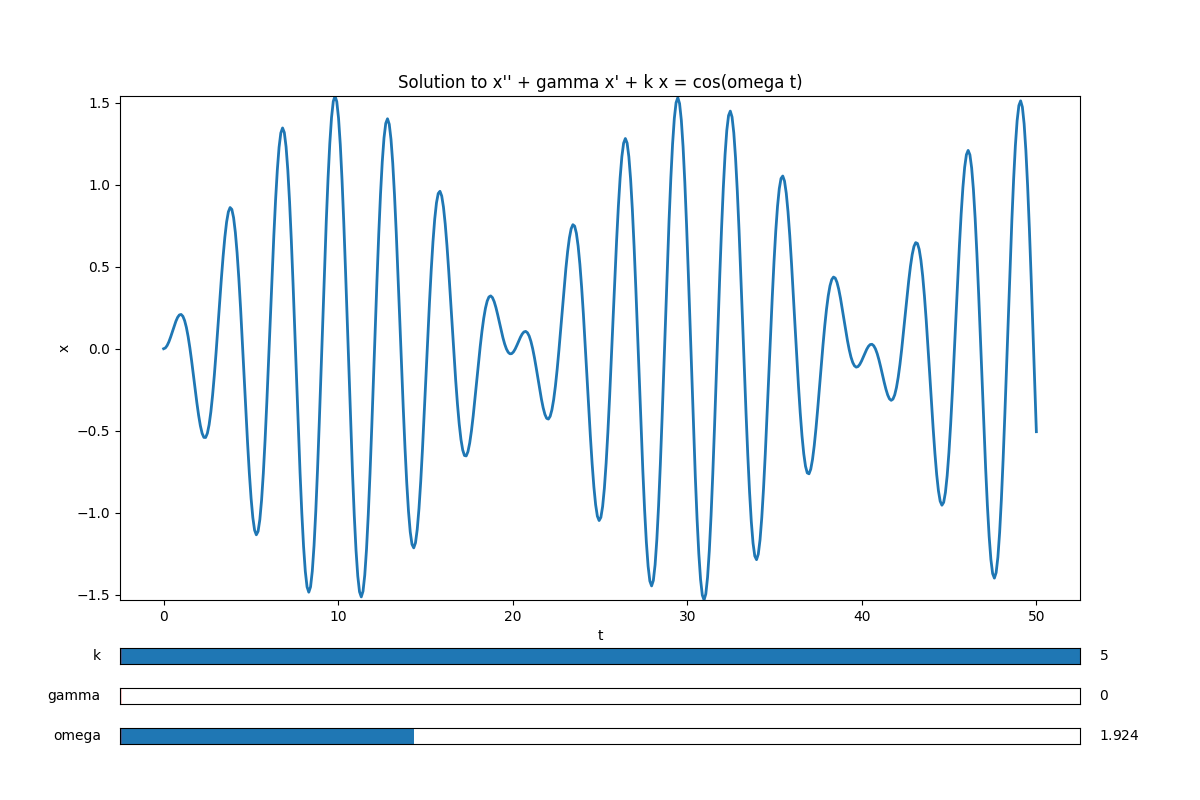 Solution to x'' + gamma x' + k x = cos(omega t)
1.5
1.0
0.5
0.0
−0.5
−1.0
−1.5
x
0 10 20 30 40 50
t
k 5
gamma 0
omega 1.924